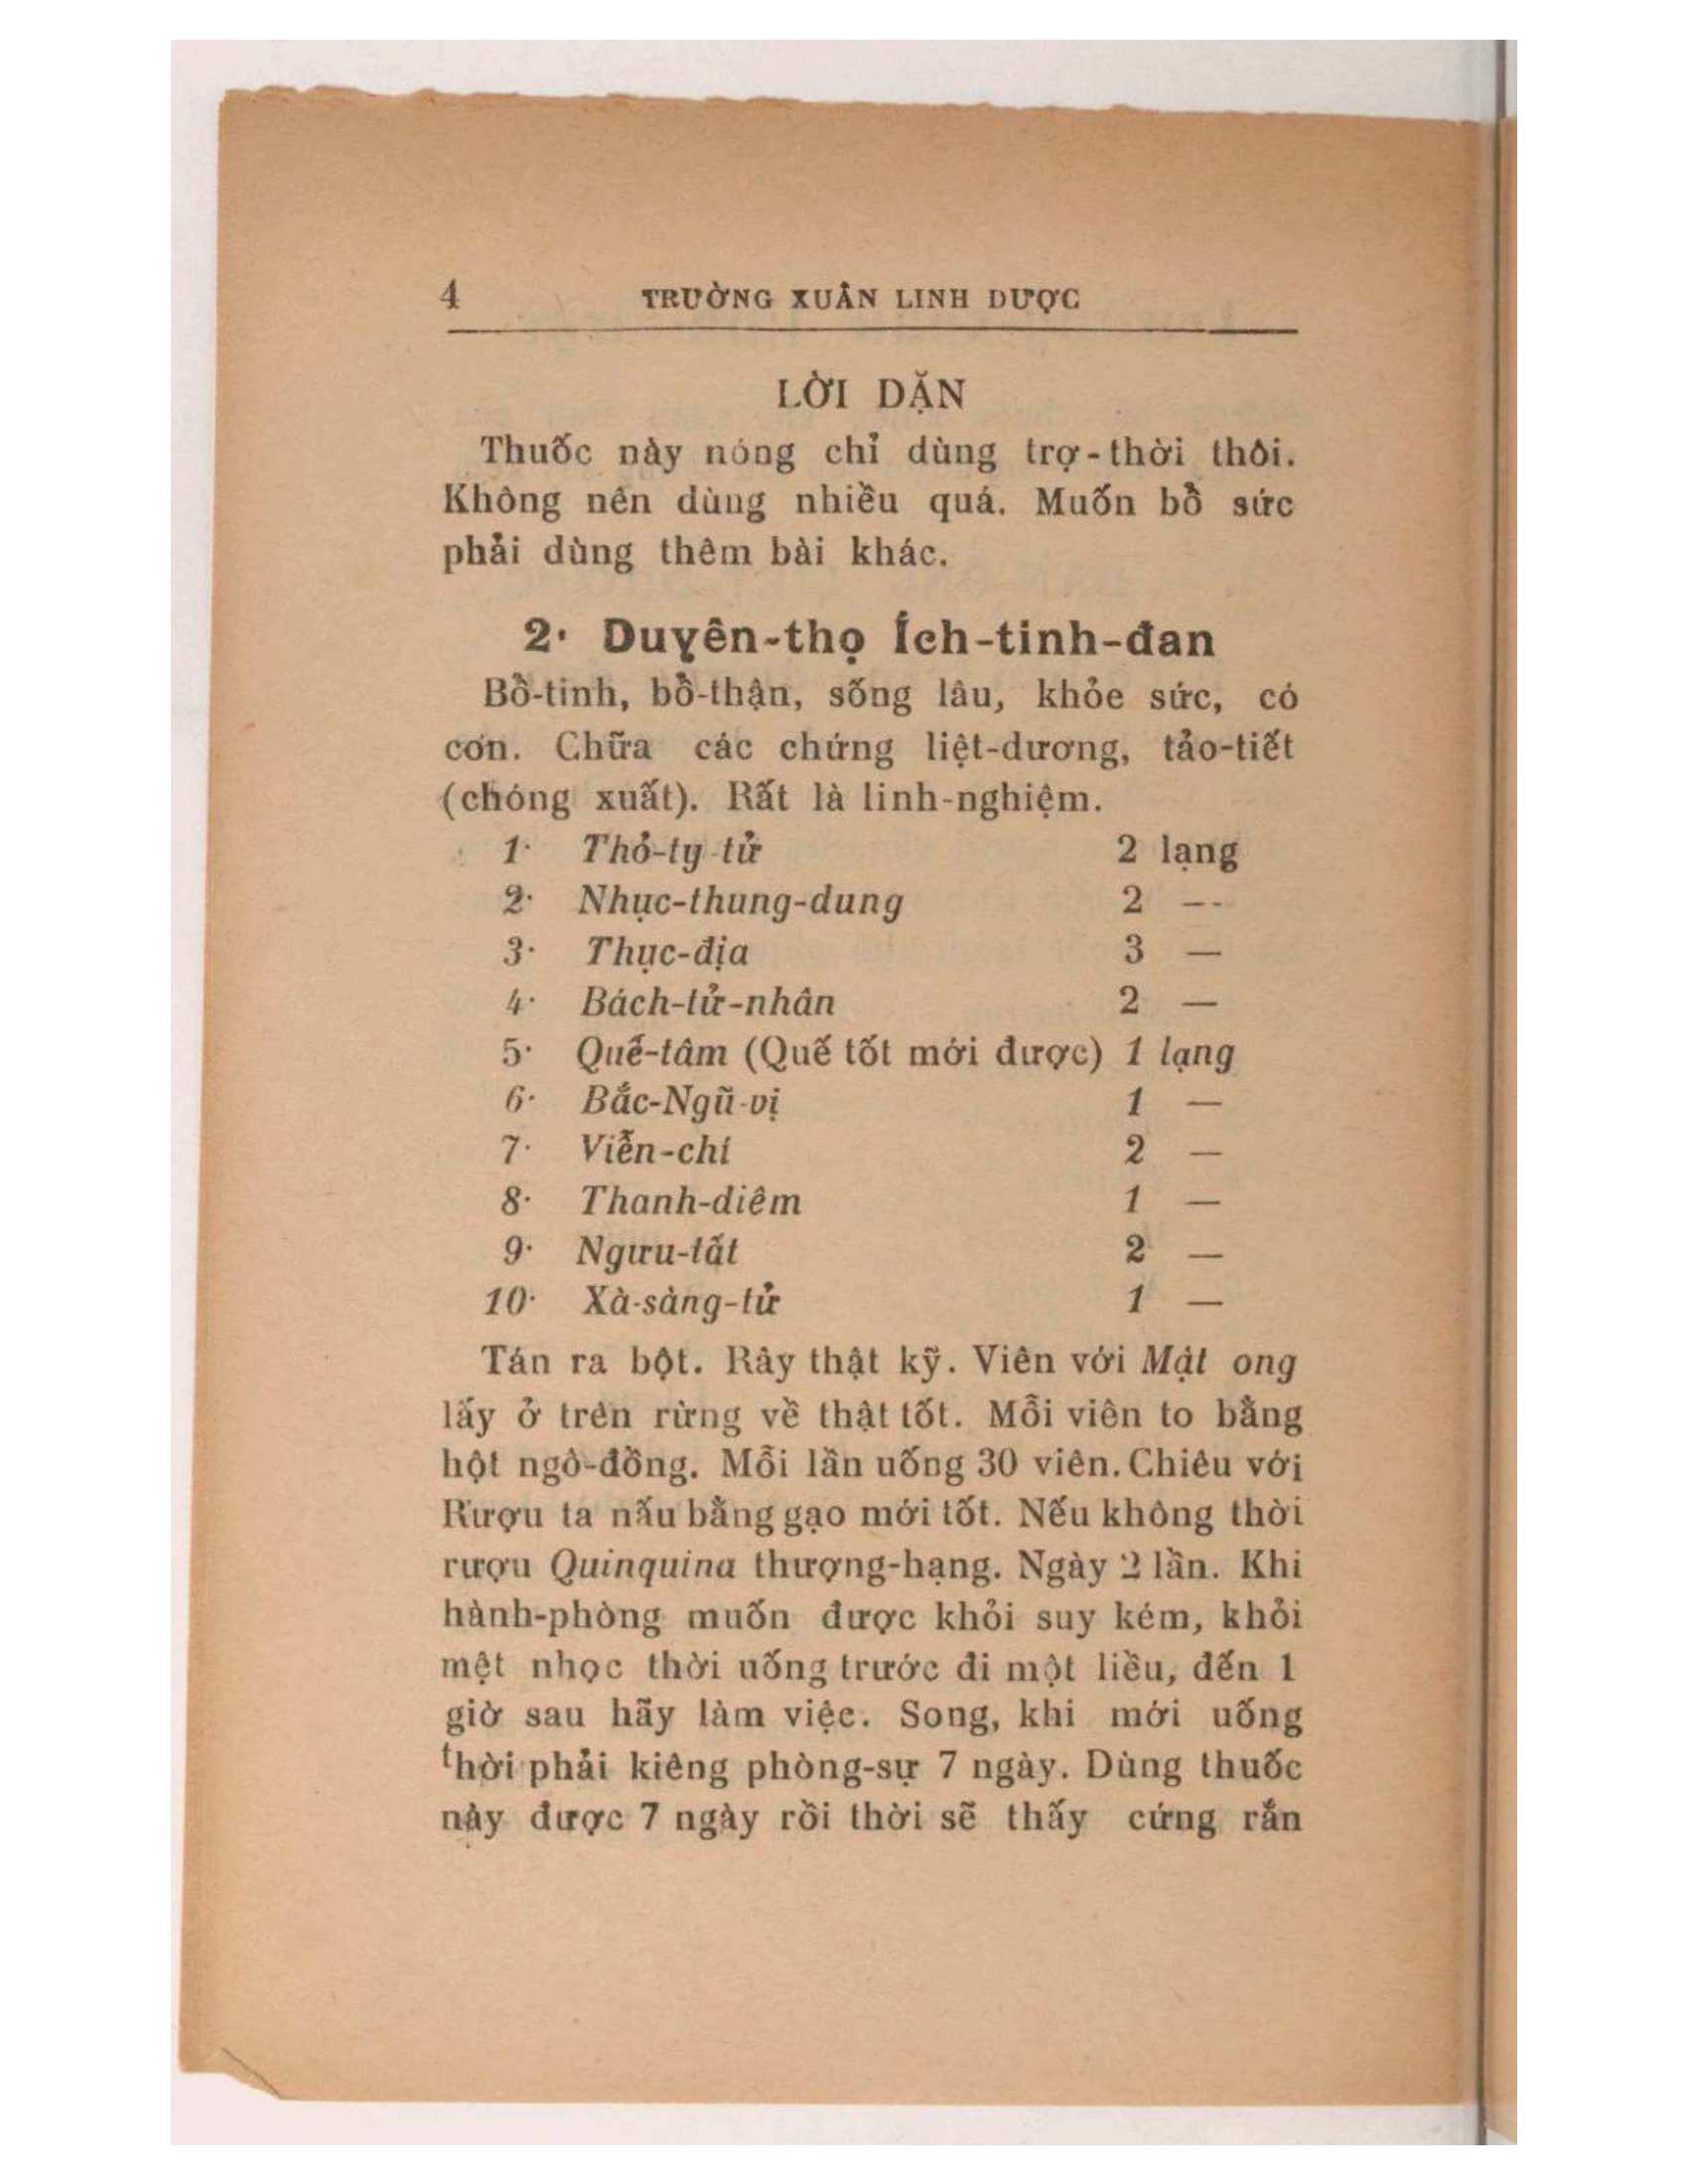 4 TRƯỜNG XUÂN LINH DƯỢC
LỜI DẶN
Thuốc này nóng chỉ dùng trợ-thời thôi.
Không nên dùng nhiều quá. Muốn bổ sức
phải dùng thêm bài khác.
2· Duyên-thọ Ích-tinh-đan
Bổ-tinh, bổ-thận, sống lâu, khỏe sức, có
con. Chữa các chứng liệt-dương, tảo-tiết
(chóng xuất). Rất là linh-nghiệm.
1· Thỏ-ty-tử 2 lạng
2· Nhục-thung-dung 2 —
3· Thục-địa 3 —
4· Bách-tử-nhân 2 —
5· Quế-tâm (Quế tốt mới được) 1 lạng
6· Bắc-Ngũ-vị 1 —
7· Viễn-chí 2 —
8· Thanh-diêm 1 —
9· Ngưu-tất 2 —
10· Xà-sàng-tử 1 —
Tán ra bột. Rây thật kỹ. Viên với Mật ong
lấy ở trên rừng về thật tốt. Mỗi viên to bằng
hột ngô-đồng. Mỗi lần uống 30 viên. Chiêu với
Rượu ta nấu bằng gạo mới tốt. Nếu không thời
rượu Quinquina thượng-hạng. Ngày 2 lần. Khi
hành-phòng muốn được khỏi suy kém, khỏi
mệt nhọc thời uống trước đi một liều, đến 1
giờ sau hãy làm việc. Song, khi mới uống
thời phải kiêng phòng-sự 7 ngày. Dùng thuốc
này được 7 ngày rồi thời sẽ thấy cứng rắn